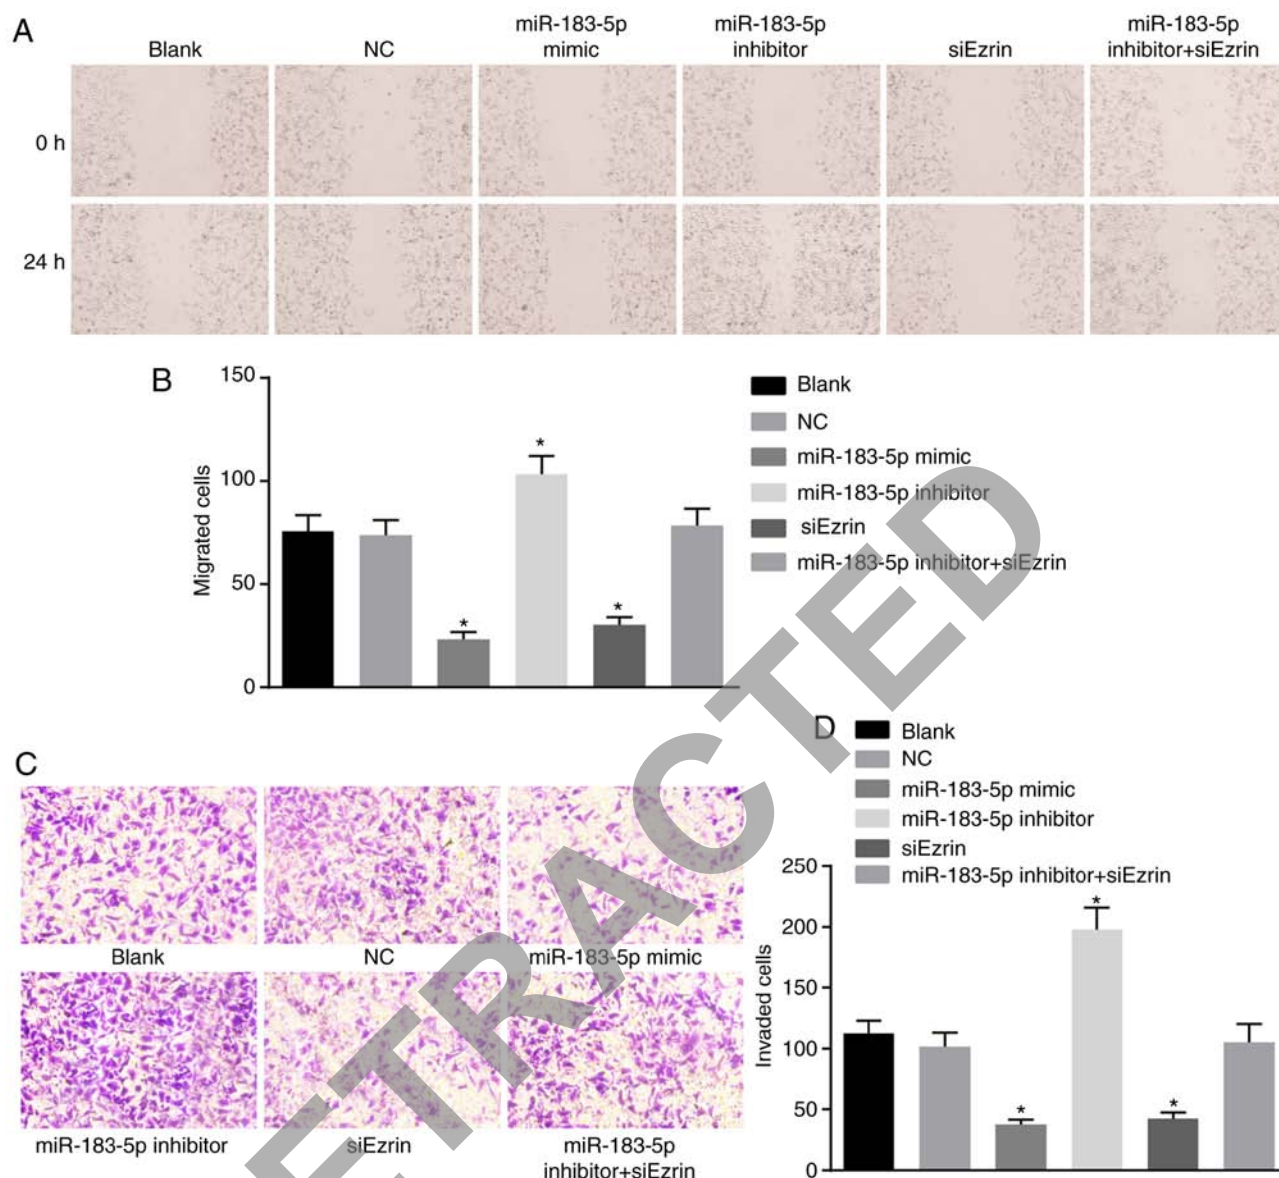 A
Blank
NC
miR-183-5p
mimic
miR-183-5p
inhibitor
siEzrin
miR-183-5p
inhibitor+siEzrin
0 h
24 h
B
150
100
50
0
Migrated cells
*
*
*
Blank
NC
miR-183-5p mimic
miR-183-5p inhibitor
siEzrin
miR-183-5p inhibitor+siEzrin
C
Blank
NC
miR-183-5p mimic
miR-183-5p inhibitor
siEzrin
miR-183-5p
inhibitor+siEzrin
D
Blank
NC
miR-183-5p mimic
miR-183-5p inhibitor
siEzrin
miR-183-5p inhibitor+siEzrin
250
200
150
100
50
0
Invaded cells
*
*
*
ETRACTED